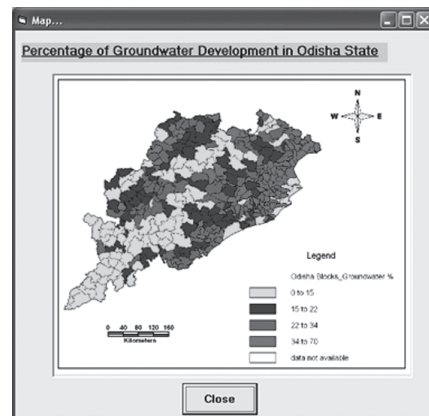 Map...
Percentage of Groundwater Development in Odisha State
N
W E
S
Legend
Odisha Blocks_Groundwater %
0 to 15
15 to 22
22 to 34
34 to 70
data not available
0 40 80 120 160
Kilometers
Close